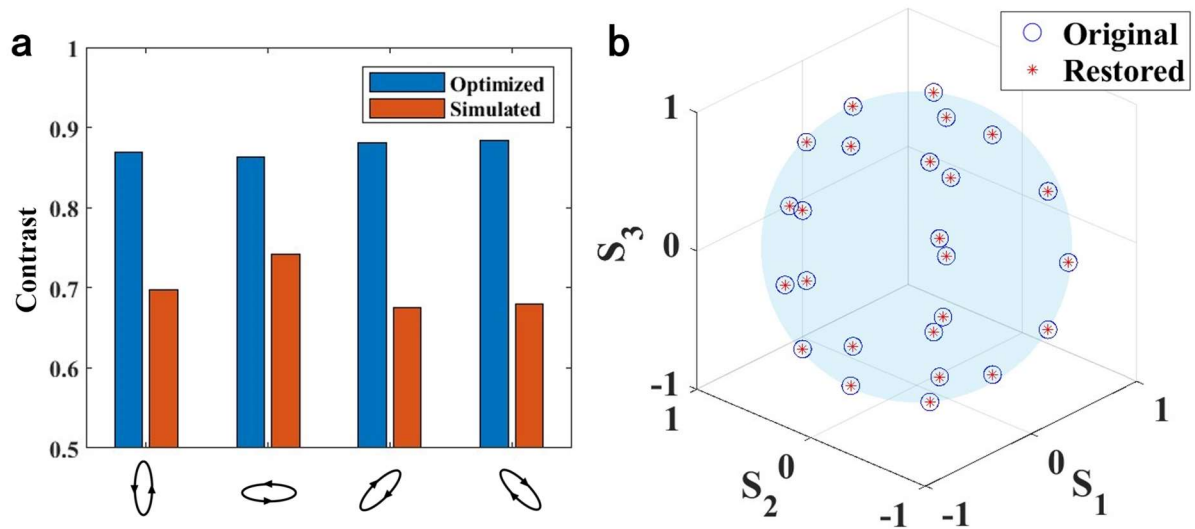 a
1
0.9
0.8
0.7
0.6
0.5
Contrast
Optimized
Simulated
b
Original
Restored
1
0
-1
S3
1
0
-1
S2
-1
0
1
S1